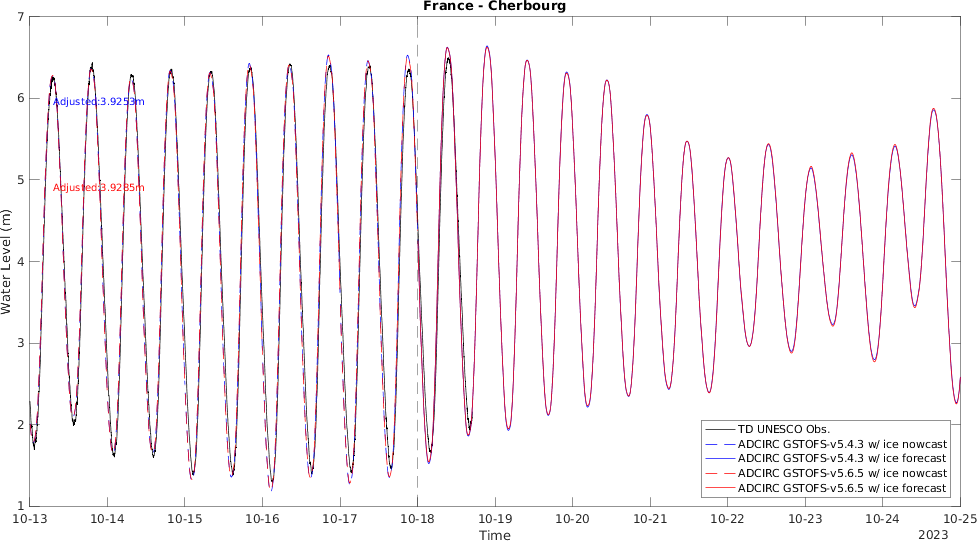 France - Cherbourg
7
6
5
4
3
2
1
Water Level (m)
Adjusted:3.9253m
Adjusted:3.9285m
TD UNESCO Obs.
ADCIRC GSTOFS-v5.4.3 w/ ice nowcast
ADCIRC GSTOFS-v5.4.3 w/ ice forecast
ADCIRC GSTOFS-v5.6.5 w/ ice nowcast
ADCIRC GSTOFS-v5.6.5 w/ ice forecast
10-13 10-14 10-15 10-16 10-17 10-18 10-19 10-20 10-21 10-22 10-23 10-24 10-25
Time
2023